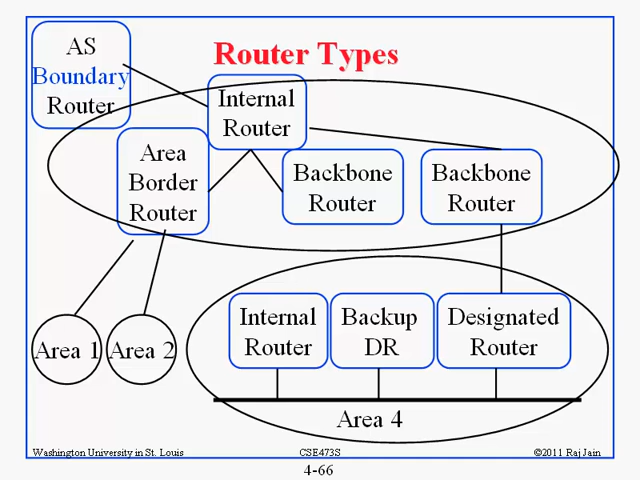 Router Types
AS
Boundary
Router
Internal
Router
Area
Border
Router
Backbone
Router
Backbone
Router
Area 1
Area 2
Internal
Router
Backup
DR
Designated
Router
Area 4
Washington University in St. Louis
CSE473S
©2011 Raj Jain
4-66